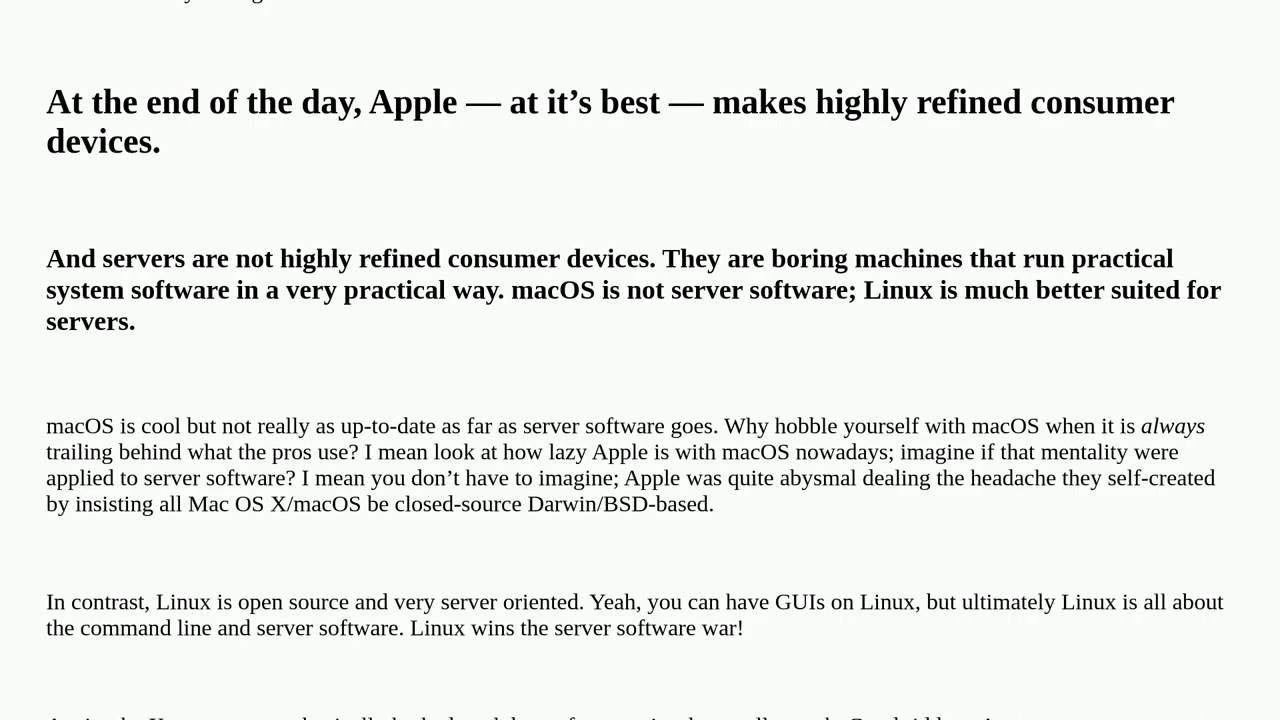 At the end of the day, Apple — at it’s best — makes highly refined consumer
devices.
And servers are not highly refined consumer devices. They are boring machines that run practical
system software in a very practical way. macOS is not server software; Linux is much better suited for
servers.
macOS is cool but not really as up-to-date as far as server software goes. Why hobble yourself with macOS when it is always
trailing behind what the pros use? I mean look at how lazy Apple is with macOS nowadays; imagine if that mentality were
applied to server software? I mean you don’t have to imagine; Apple was quite abysmal dealing the headache they self-created
by insisting all Mac OS X/macOS be closed-source Darwin/BSD-based.
In contrast, Linux is open source and very server oriented. Yeah, you can have GUIs on Linux, but ultimately Linux is all about
the command line and server software. Linux wins the server software war!